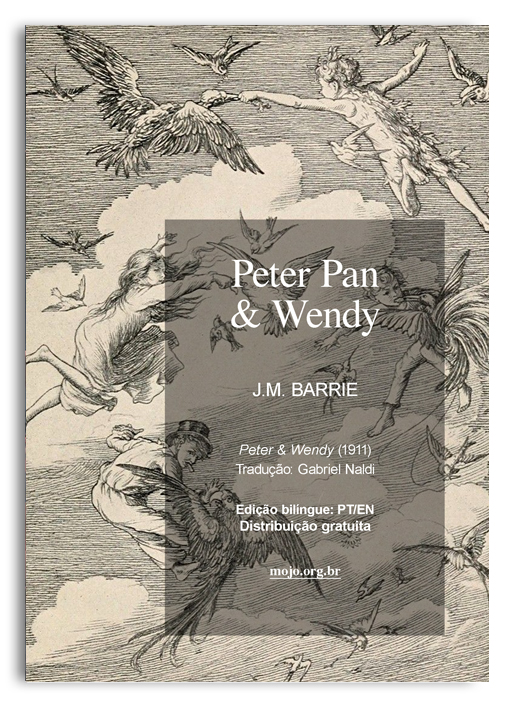 Peter Pan
& Wendy
J.M. BARRIE
Peter & Wendy (1911)
Tradução: Gabriel Naldi
Edição bilíngue: PT/EN
Distribuição gratuita
mojo.org.br